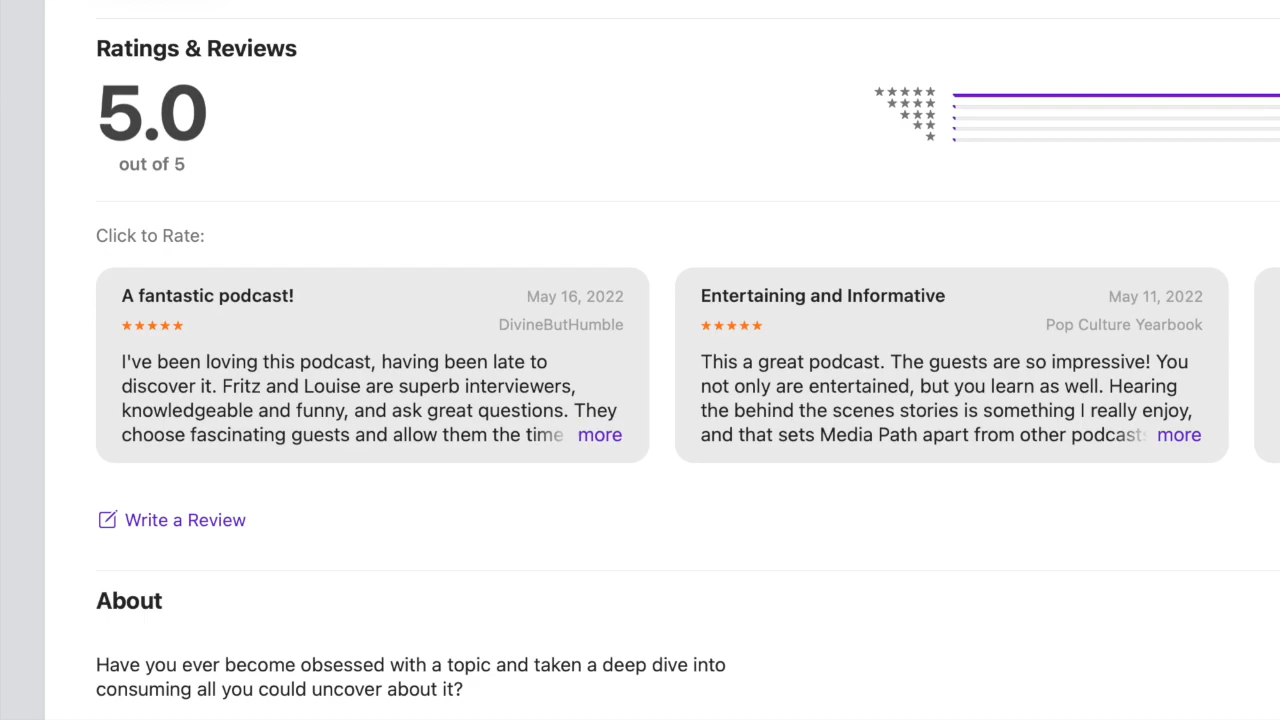 Ratings & Reviews
5.0
out of 5
Click to Rate:
A fantastic podcast!
May 16, 2022
DivineButHumble
I've been loving this podcast, having been late to
discover it. Fritz and Louise are superb interviewers,
knowledgeable and funny, and ask great questions. They
choose fascinating guests and allow them the time more
Entertaining and Informative
May 11, 2022
Pop Culture Yearbook
This a great podcast. The guests are so impressive! You
not only are entertained, but you learn as well. Hearing
the behind the scenes stories is something I really enjoy,
and that sets Media Path apart from other podcasts more
Write a Review
About
Have you ever become obsessed with a topic and taken a deep dive into
consuming all you could uncover about it?